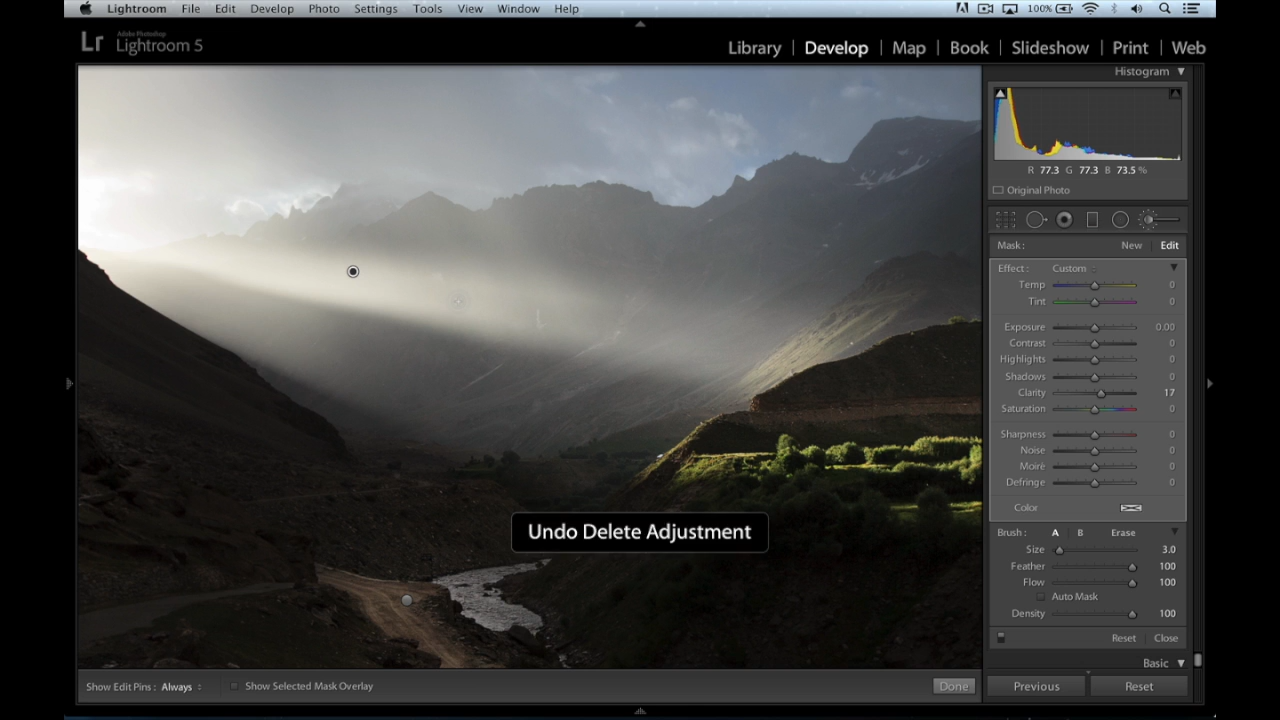 Lightroom File Edit Develop Photo Settings Tools View Window Help 100%
Lr Adobe Photoshop Lightroom 5
Library | Develop | Map | Book | Slideshow | Print | Web
Histogram
R 77.3 G 77.3 B 73.5 %
Original Photo
Mask : New Edit
Effect : Custom
Temp 0
Tint 0
Exposure 0.00
Contrast 0
Highlights 0
Shadows 0
Clarity 17
Saturation 0
Sharpness 0
Noise 0
Moiré 0
Defringe 0
Color
Undo Delete Adjustment
Brush : A B Erase
Size 3.0
Feather 100
Flow 100
Auto Mask
Density 100
Reset Close
Basic
Show Edit Pins : Always Show Selected Mask Overlay Done
Previous Reset